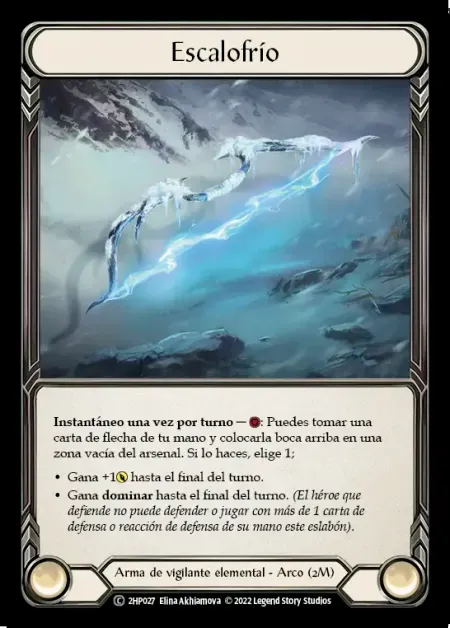 Escalofrío
Instantáneo una vez por turno — : Puedes tomar una
carta de flecha de tu mano y colocarla boca arriba en una
zona vacía del arsenal. Si lo haces, elige 1;
• Gana +1 hasta el final del turno.
• Gana dominar hasta el final del turno. (El héroe que
defiende no puede defender o jugar con más de 1 carta de
defensa o reacción de defensa de su mano este eslabón).
Arma de vigilante elemental - Arco (2M)
C 2HP027 Elina Akhiamova © 2022 Legend Story Studios